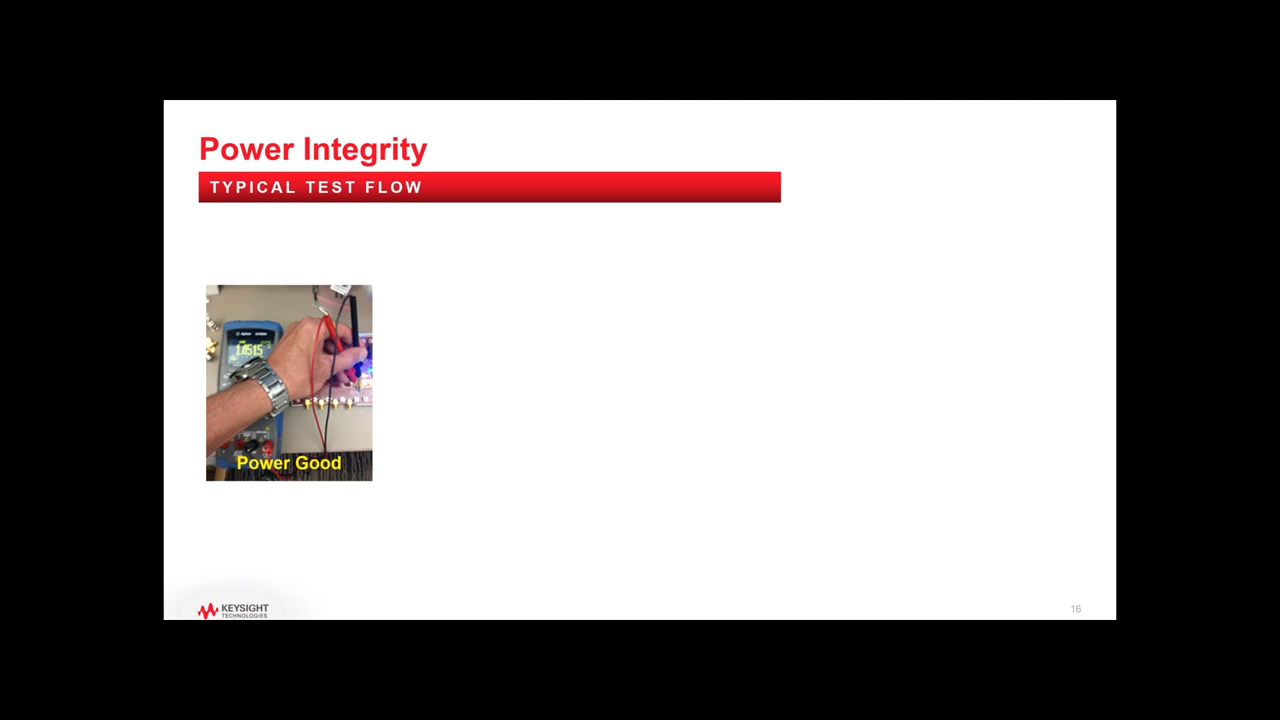 Power Integrity
TYPICAL TEST FLOW
Power Good
KEYSIGHT
TECHNOLOGIES
16